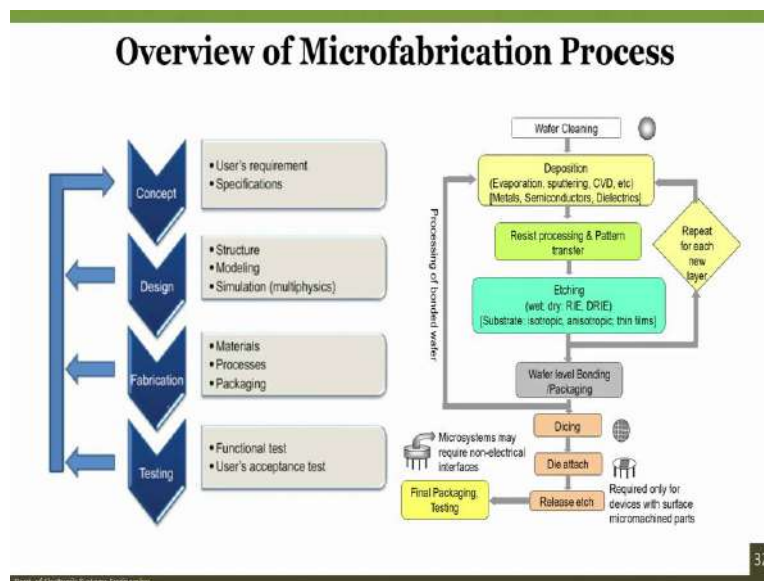 Overview of Microfabrication Process
Concept
• User's requirement
• Specifications
Design
• Structure
• Modeling
• Simulation (multiphysics)
Fabrication
• Materials
• Processes
• Packaging
Testing
• Functional test
• User's acceptance test
Wafer Cleaning
Deposition
(Evaporation, sputtering, CVD, etc)
[Metals, Semiconductors, Dielectrics]
Resist processing & Pattern
transfer
Etching
(wet; dry: RIE, DRIE)
[Substrate: isotropic, anisotropic; thin films]
Repeat
for each
new
layer
Processing of bonded wafer
Wafer level Bonding
/Packaging
Dicing
Die attach
Release etch
Microsystems may
require non-electrical
interfaces
Required only for
devices with surface
micromachined parts
Final Packaging,
Testing
32